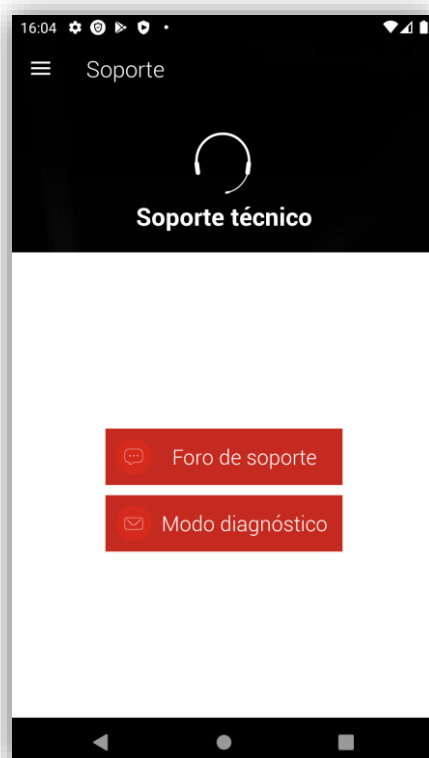 16:04
Soporte
Soporte técnico
Foro de soporte
Modo diagnóstico